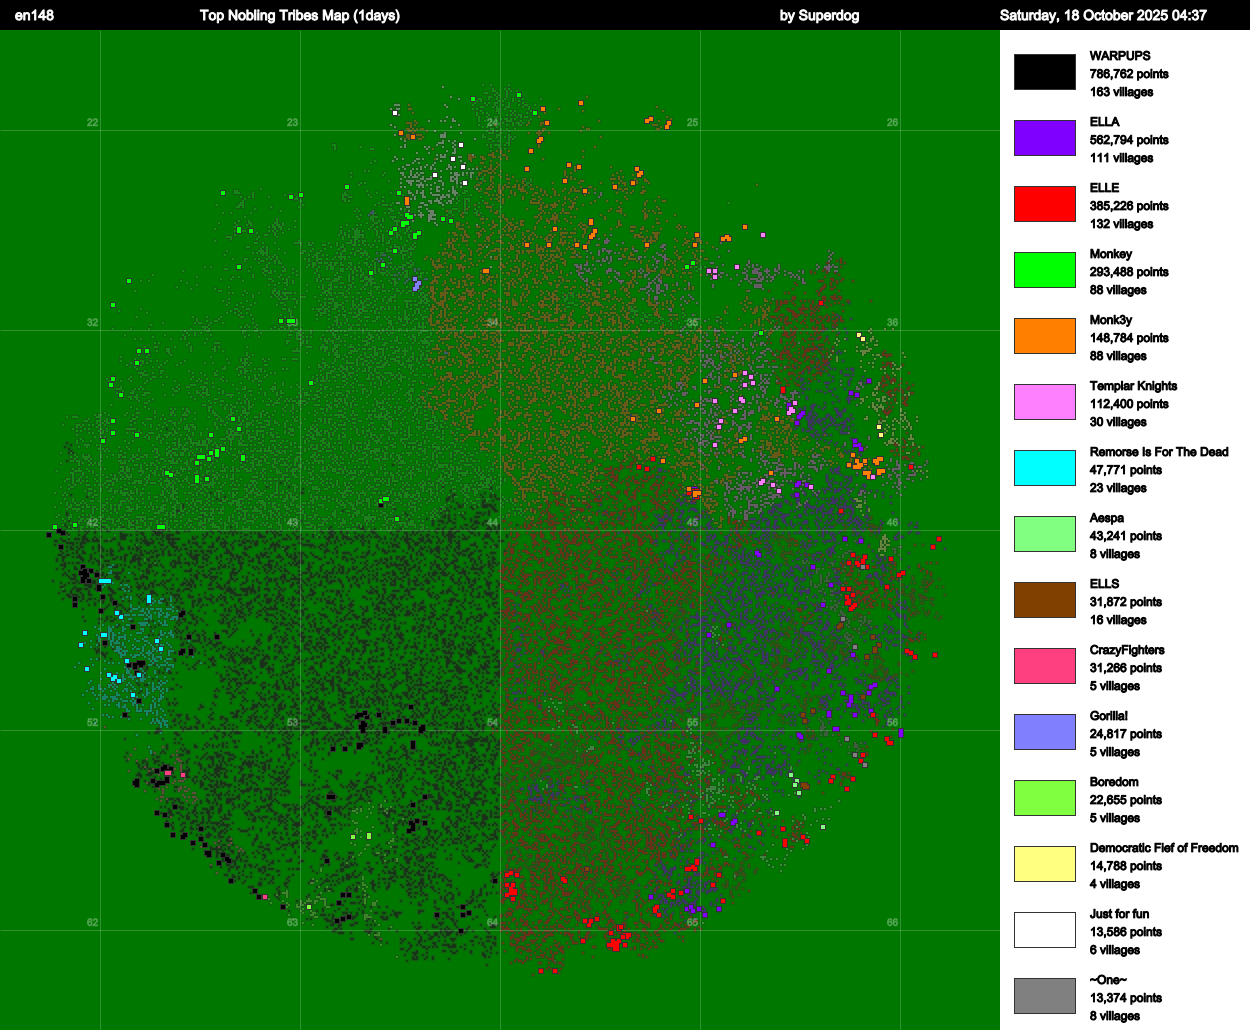 en148 Top Nobling Tribes Map (1days) by Superdog Saturday, 18 October 2025 04:37
WARPUPS
786,762 points
163 villages
ELLA
562,794 points
111 villages
ELLE
385,226 points
132 villages
Monkey
293,488 points
88 villages
Monk3y
148,784 points
88 villages
Templar Knights
112,400 points
30 villages
Remorse Is For The Dead
47,771 points
23 villages
Aespa
43,241 points
8 villages
ELLS
31,872 points
16 villages
CrazyFighters
31,266 points
5 villages
Gorilla!
24,817 points
5 villages
Boredom
22,655 points
5 villages
Democratic Fief of Freedom
14,788 points
4 villages
Just for fun
13,586 points
6 villages
~One~
13,374 points
8 villages
22 23 24 25
32 33 34 35 36
42 43 44 45 46
52 53 54 55 56
62 63 64 65 66